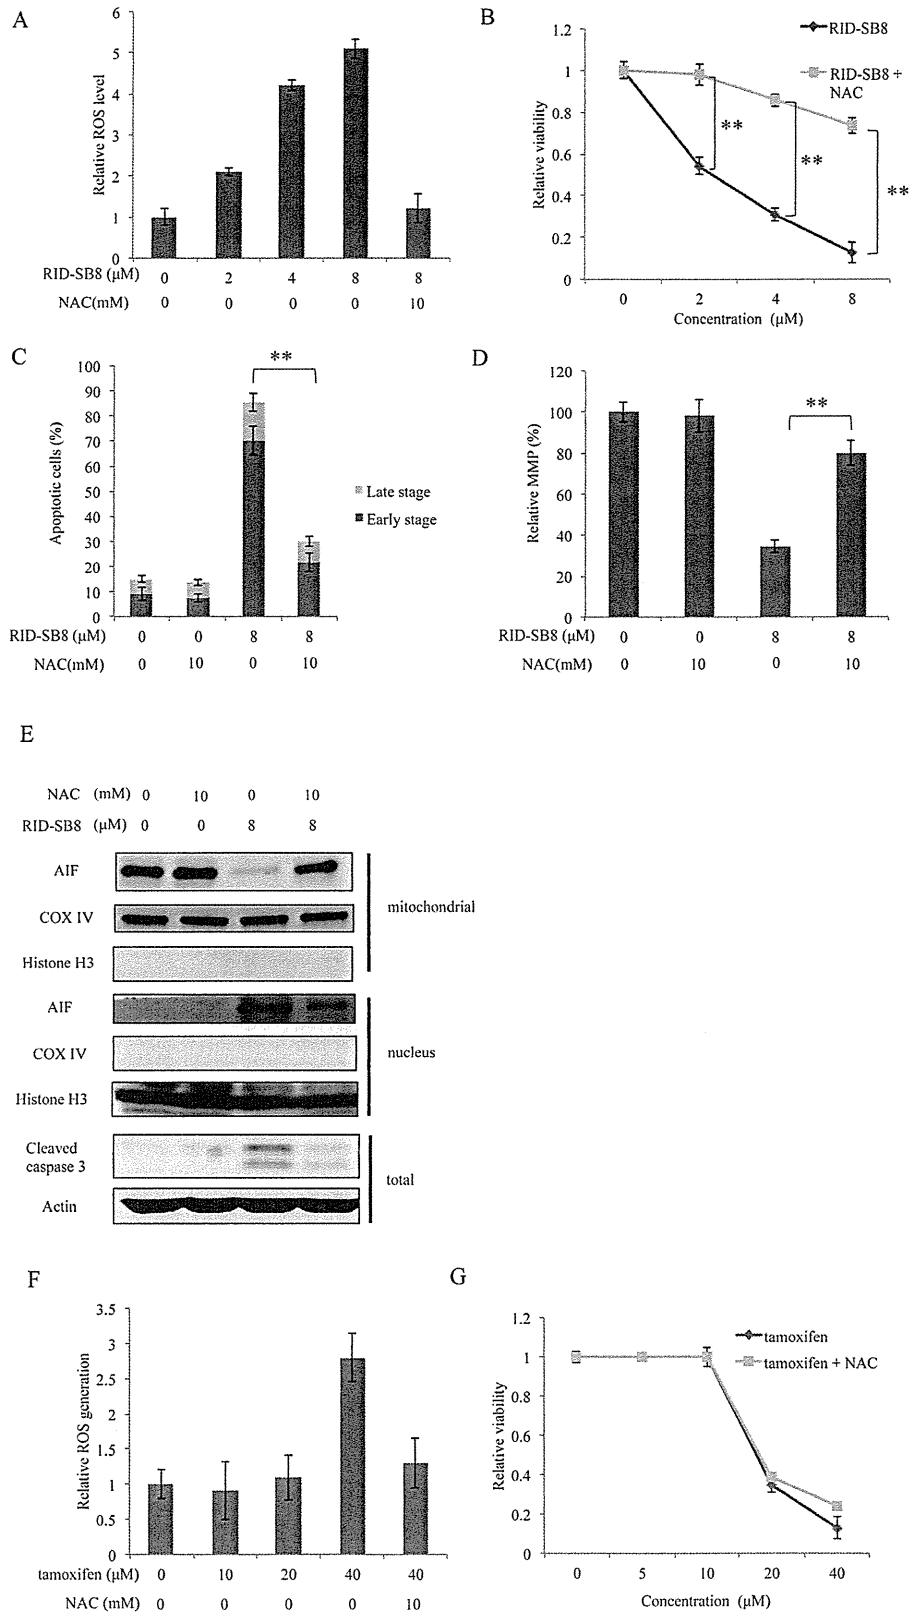 A
6
5
4
3
2
1
0
Relative ROS level
RID-SB8 (μM) 0 2 4 8 8
NAC(mM) 0 0 0 0 10
B
1.2
1
0.8
0.6
0.4
0.2
0
Relative viability
RID-SB8
RID-SB8 +
NAC
**
**
**
0 2 4 8
Concentration (μM)
C
100
90
80
70
60
50
40
30
20
10
0
Apoptotic cells (%)
**
Late stage
Early stage
RID-SB8 (μM) 0 0 8 8
NAC(mM) 0 10 0 10
D
120
100
80
60
40
20
0
Relative MMP (%)
**
RID-SB8 (μM) 0 0 8 8
NAC(mM) 0 10 0 10
E
NAC (mM) 0 10 0 10
RID-SB8 (μM) 0 0 8 8
AIF
COX IV
Histone H3
mitochondrial
AIF
COX IV
Histone H3
nucleus
Cleaved
caspase 3
Actin
total
F
3.5
3
2.5
2
1.5
1
0.5
0
Relative ROS generation
tamoxifen (μM) 0 10 20 40 40
NAC (mM) 0 0 0 0 10
G
1.2
1
0.8
0.6
0.4
0.2
0
Relative viability
tamoxifen
tamoxifen + NAC
0 5 10 20 40
Concentration (μM)